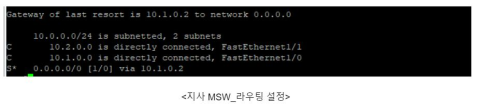 Gateway of last resort is 10.1.0.2 to network 0.0.0.0
10.0.0.0/24 is subnetted, 2 subnets
C 10.2.0.0 is directly connected, FastEthernet1/1
C 10.1.0.0 is directly connected, FastEthernet1/0
S* 0.0.0.0/0 [1/0] via 10.1.0.2
<지사 MSW_라우팅 설정>